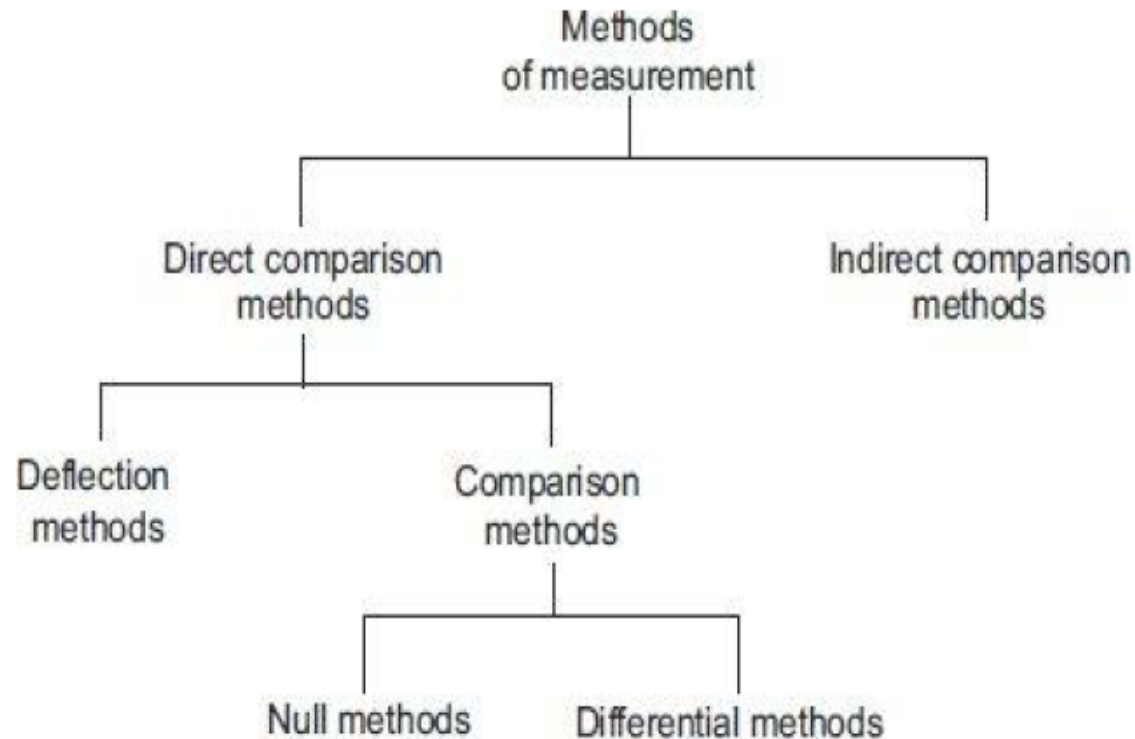 Methods
of measurement
Direct comparison
methods
Indirect comparison
methods
Deflection
methods
Comparison
methods
Null methods
Differential methods